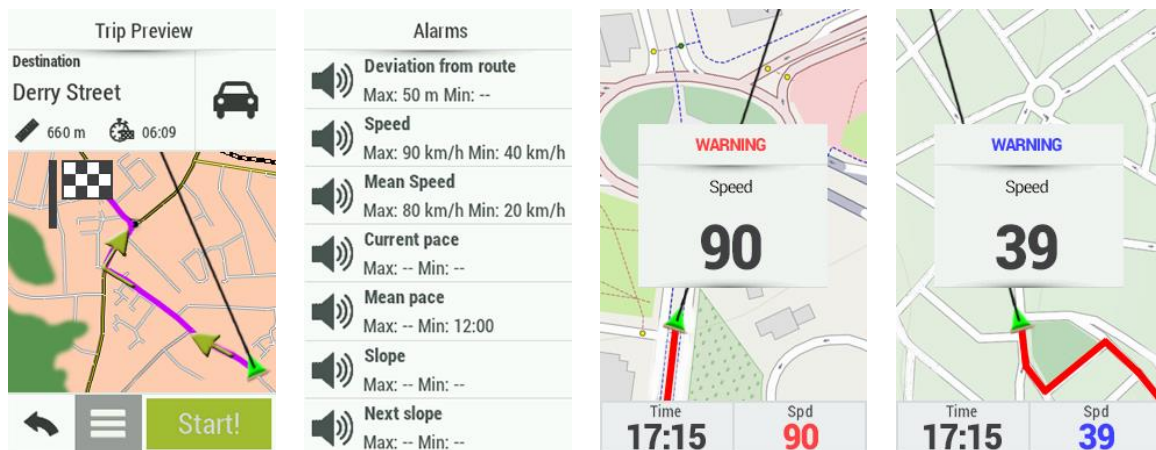 Trip Preview
Destination
Derry Street
660 m 06:09
Start!
Alarms
Deviation from route
Max: 50 m Min: --
Speed
Max: 90 km/h Min: 40 km/h
Mean Speed
Max: 80 km/h Min: 20 km/h
Current pace
Max: -- Min: --
Mean pace
Max: -- Min: 12:00
Slope
Max: -- Min: --
Next slope
Max: -- Min: --
WARNING
Speed
90
Time Spd
17:15 90
WARNING
Speed
39
Time Spd
17:15 39